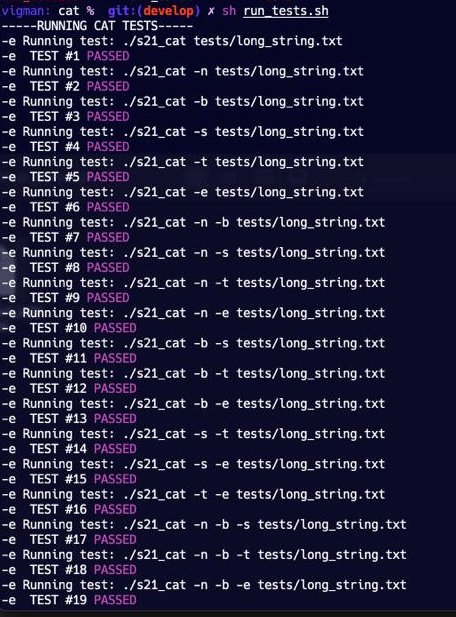 vigman: cat %  git:(develop) ✗ sh run_tests.sh
-----RUNNING CAT TESTS-----
-e Running test: ./s21_cat tests/long_string.txt
-e  TEST #1 PASSED
-e Running test: ./s21_cat -n tests/long_string.txt
-e  TEST #2 PASSED
-e Running test: ./s21_cat -b tests/long_string.txt
-e  TEST #3 PASSED
-e Running test: ./s21_cat -s tests/long_string.txt
-e  TEST #4 PASSED
-e Running test: ./s21_cat -t tests/long_string.txt
-e  TEST #5 PASSED
-e Running test: ./s21_cat -e tests/long_string.txt
-e  TEST #6 PASSED
-e Running test: ./s21_cat -n -b tests/long_string.txt
-e  TEST #7 PASSED
-e Running test: ./s21_cat -n -s tests/long_string.txt
-e  TEST #8 PASSED
-e Running test: ./s21_cat -n -t tests/long_string.txt
-e  TEST #9 PASSED
-e Running test: ./s21_cat -n -e tests/long_string.txt
-e  TEST #10 PASSED
-e Running test: ./s21_cat -b -s tests/long_string.txt
-e  TEST #11 PASSED
-e Running test: ./s21_cat -b -t tests/long_string.txt
-e  TEST #12 PASSED
-e Running test: ./s21_cat -b -e tests/long_string.txt
-e  TEST #13 PASSED
-e Running test: ./s21_cat -s -t tests/long_string.txt
-e  TEST #14 PASSED
-e Running test: ./s21_cat -s -e tests/long_string.txt
-e  TEST #15 PASSED
-e Running test: ./s21_cat -t -e tests/long_string.txt
-e  TEST #16 PASSED
-e Running test: ./s21_cat -n -b -s tests/long_string.txt
-e  TEST #17 PASSED
-e Running test: ./s21_cat -n -b -t tests/long_string.txt
-e  TEST #18 PASSED
-e Running test: ./s21_cat -n -b -e tests/long_string.txt
-e  TEST #19 PASSED